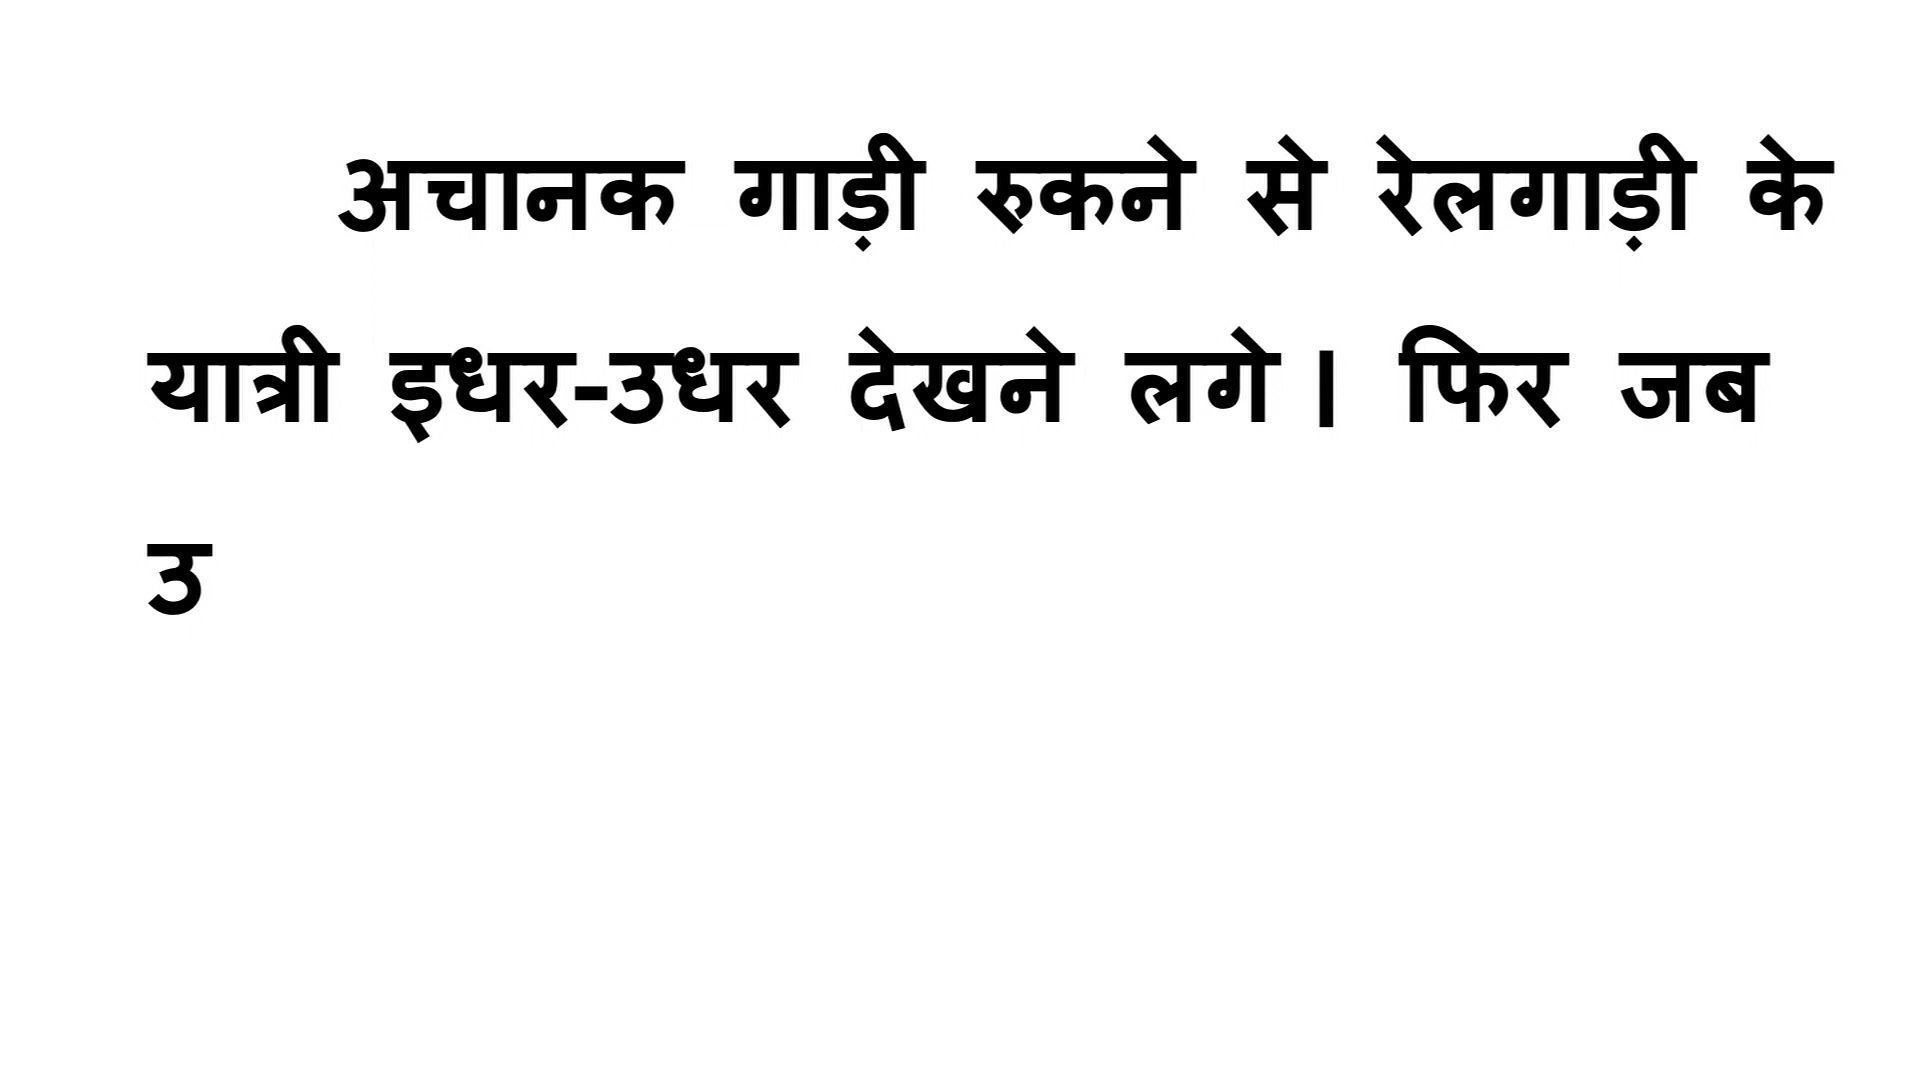 अचानक गाड़ी रुकने से रेलगाड़ी के
यात्री इधर-उधर देखने लगे। फिर जब
उ